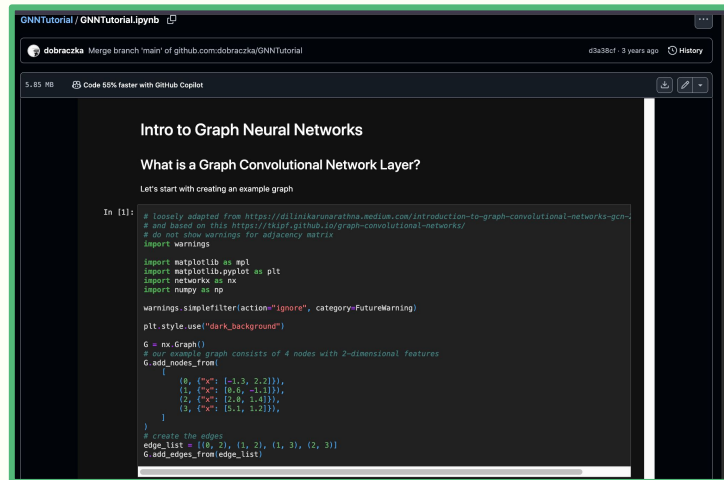 GNNTutorial / GNNTutorial.ipynb
dobraczka Merge branch 'main' of github.com:dobraczka/GNNTutorial
d3a38cf · 3 years ago History
5.85 MB Code 55% faster with GitHub Copilot
Intro to Graph Neural Networks
What is a Graph Convolutional Network Layer?
Let's start with creating an example graph
In [1]:
# loosely adapted from https://dilinikarunarathna.medium.com/introduction-to-graph-convolutional-networks-gcn-
# and based on this https://tkipf.github.io/graph-convolutional-networks/
# do not show warnings for adjacency matrix
import warnings
import matplotlib as mpl
import matplotlib.pyplot as plt
import networkx as nx
import numpy as np
warnings.simplefilter(action="ignore", category=FutureWarning)
plt.style.use("dark_background")
G = nx.Graph()
# our example graph consists of 4 nodes with 2-dimensional features
G.add_nodes_from(
[
(0, {"x": [-1.3, 2.2]}),
(1, {"x": [0.6, -1.1]}),
(2, {"x": [2.0, 1.4]}),
(3, {"x": [5.1, 1.2]}),
]
)
# create the edges
edge_list = [(0, 2), (1, 2), (1, 3), (2, 3)]
G.add_edges_from(edge_list)